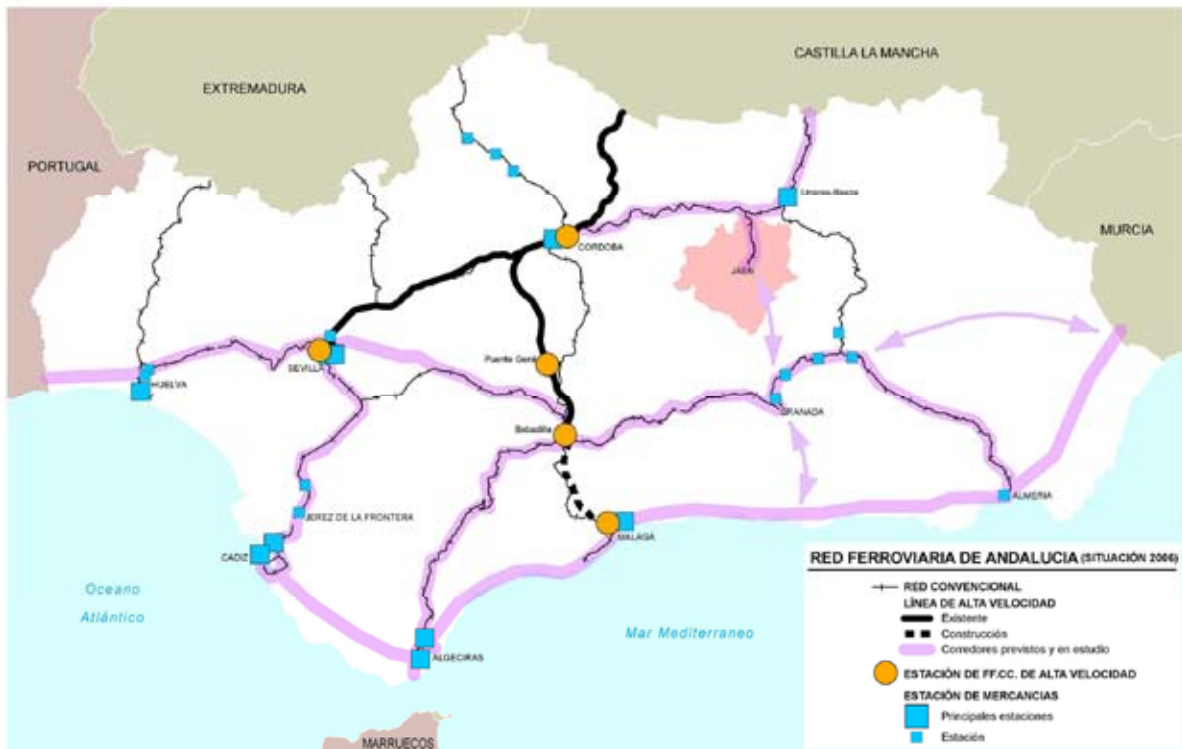 CASTILLA LA MANCHA
EXTREMADURA
PORTUGAL
Linares-Baeza
MURCIA
CORDOBA
JAEN
SEVILLA
Puente Genil
HUELVA
GRANADA
Bobadilla
ALMERIA
JEREZ DE LA FRONTERA
MALAGA
CADIZ
Oceano
Atlántico
Mar Mediterraneo
ALGECIRAS
MARRUECOS
RED FERROVIARIA DE ANDALUCIA (SITUACIÓN 2006)
RED CONVENCIONAL
LÍNEA DE ALTA VELOCIDAD
Existente
Construcción
Corredores previstos y en estudio
ESTACIÓN DE FF.CC. DE ALTA VELOCIDAD
ESTACIÓN DE MERCANCIAS
Principales estaciones
Estación